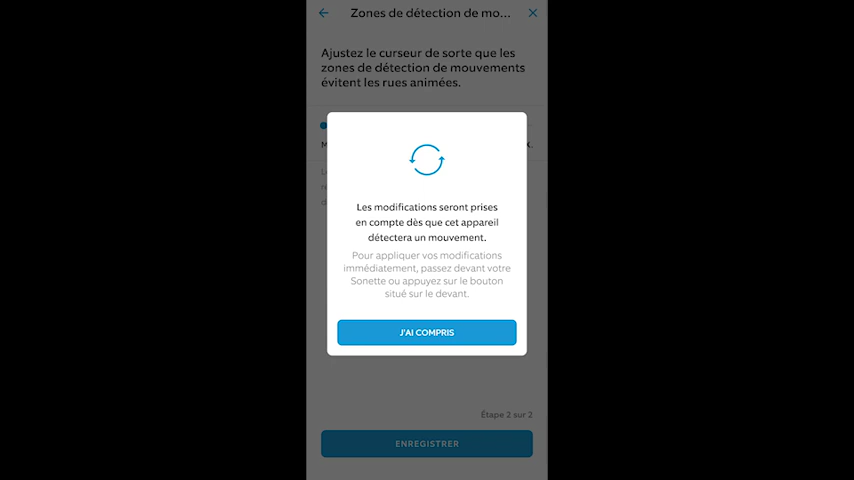 Zones de détection de mo...
Ajustez le curseur de sorte que les
zones de détection de mouvements
évitent les rues animées.
Les modifications seront prises
en compte dès que cet appareil
détectera un mouvement.
Pour appliquer vos modifications
immédiatement, passez devant votre
Sonette ou appuyez sur le bouton
situé sur le devant.
J'AI COMPRIS
Étape 2 sur 2
ENREGISTRER